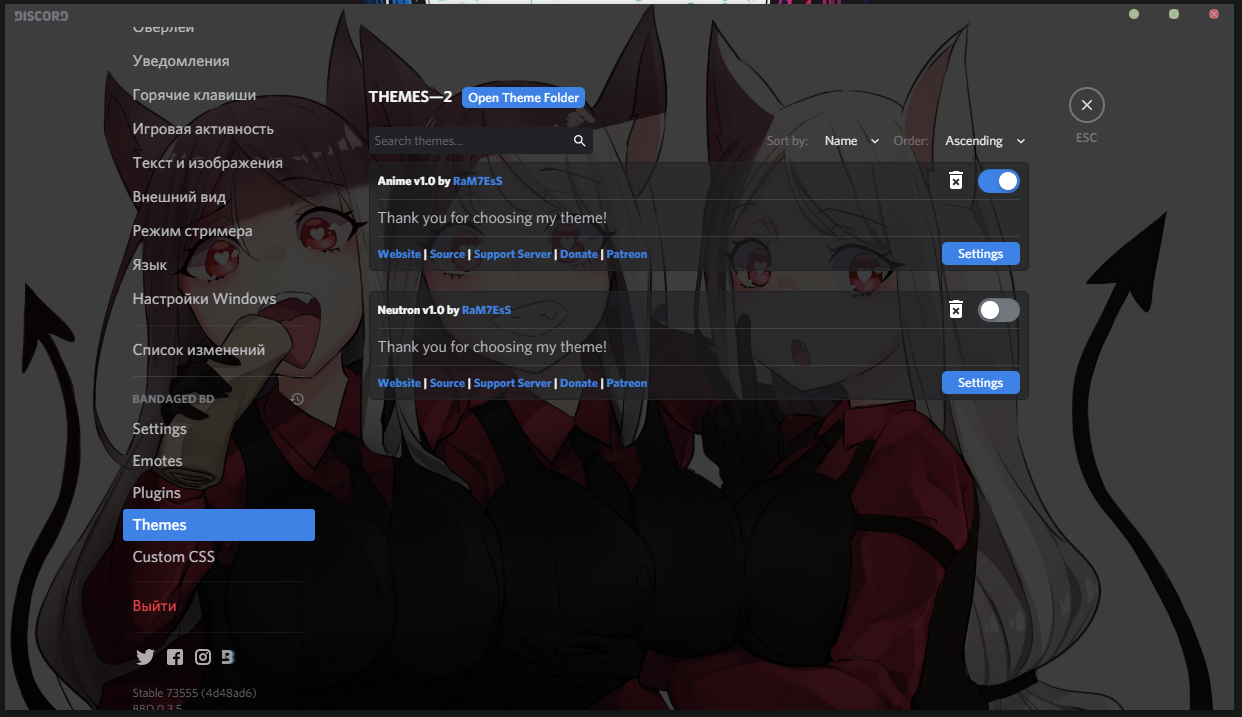 DISCORD
Оверлей
Уведомления
Горячие клавиши
Игровая активность
Текст и изображения
Внешний вид
Режим стримера
Язык
Настройки Windows
Список изменений
BANDAGED BD
Settings
Emotes
Plugins
Themes
Custom CSS
Выйти
Stable 73555 (4d48ad6)
BBD 0.3.5
THEMES—2 Open Theme Folder
Search themes...
Sort by: Name Order: Ascending
ESC
Anime v1.0 by RaM7EsS
Thank you for choosing my theme!
Website | Source | Support Server | Donate | Patreon
Settings
Neutron v1.0 by RaM7EsS
Thank you for choosing my theme!
Website | Source | Support Server | Donate | Patreon
Settings